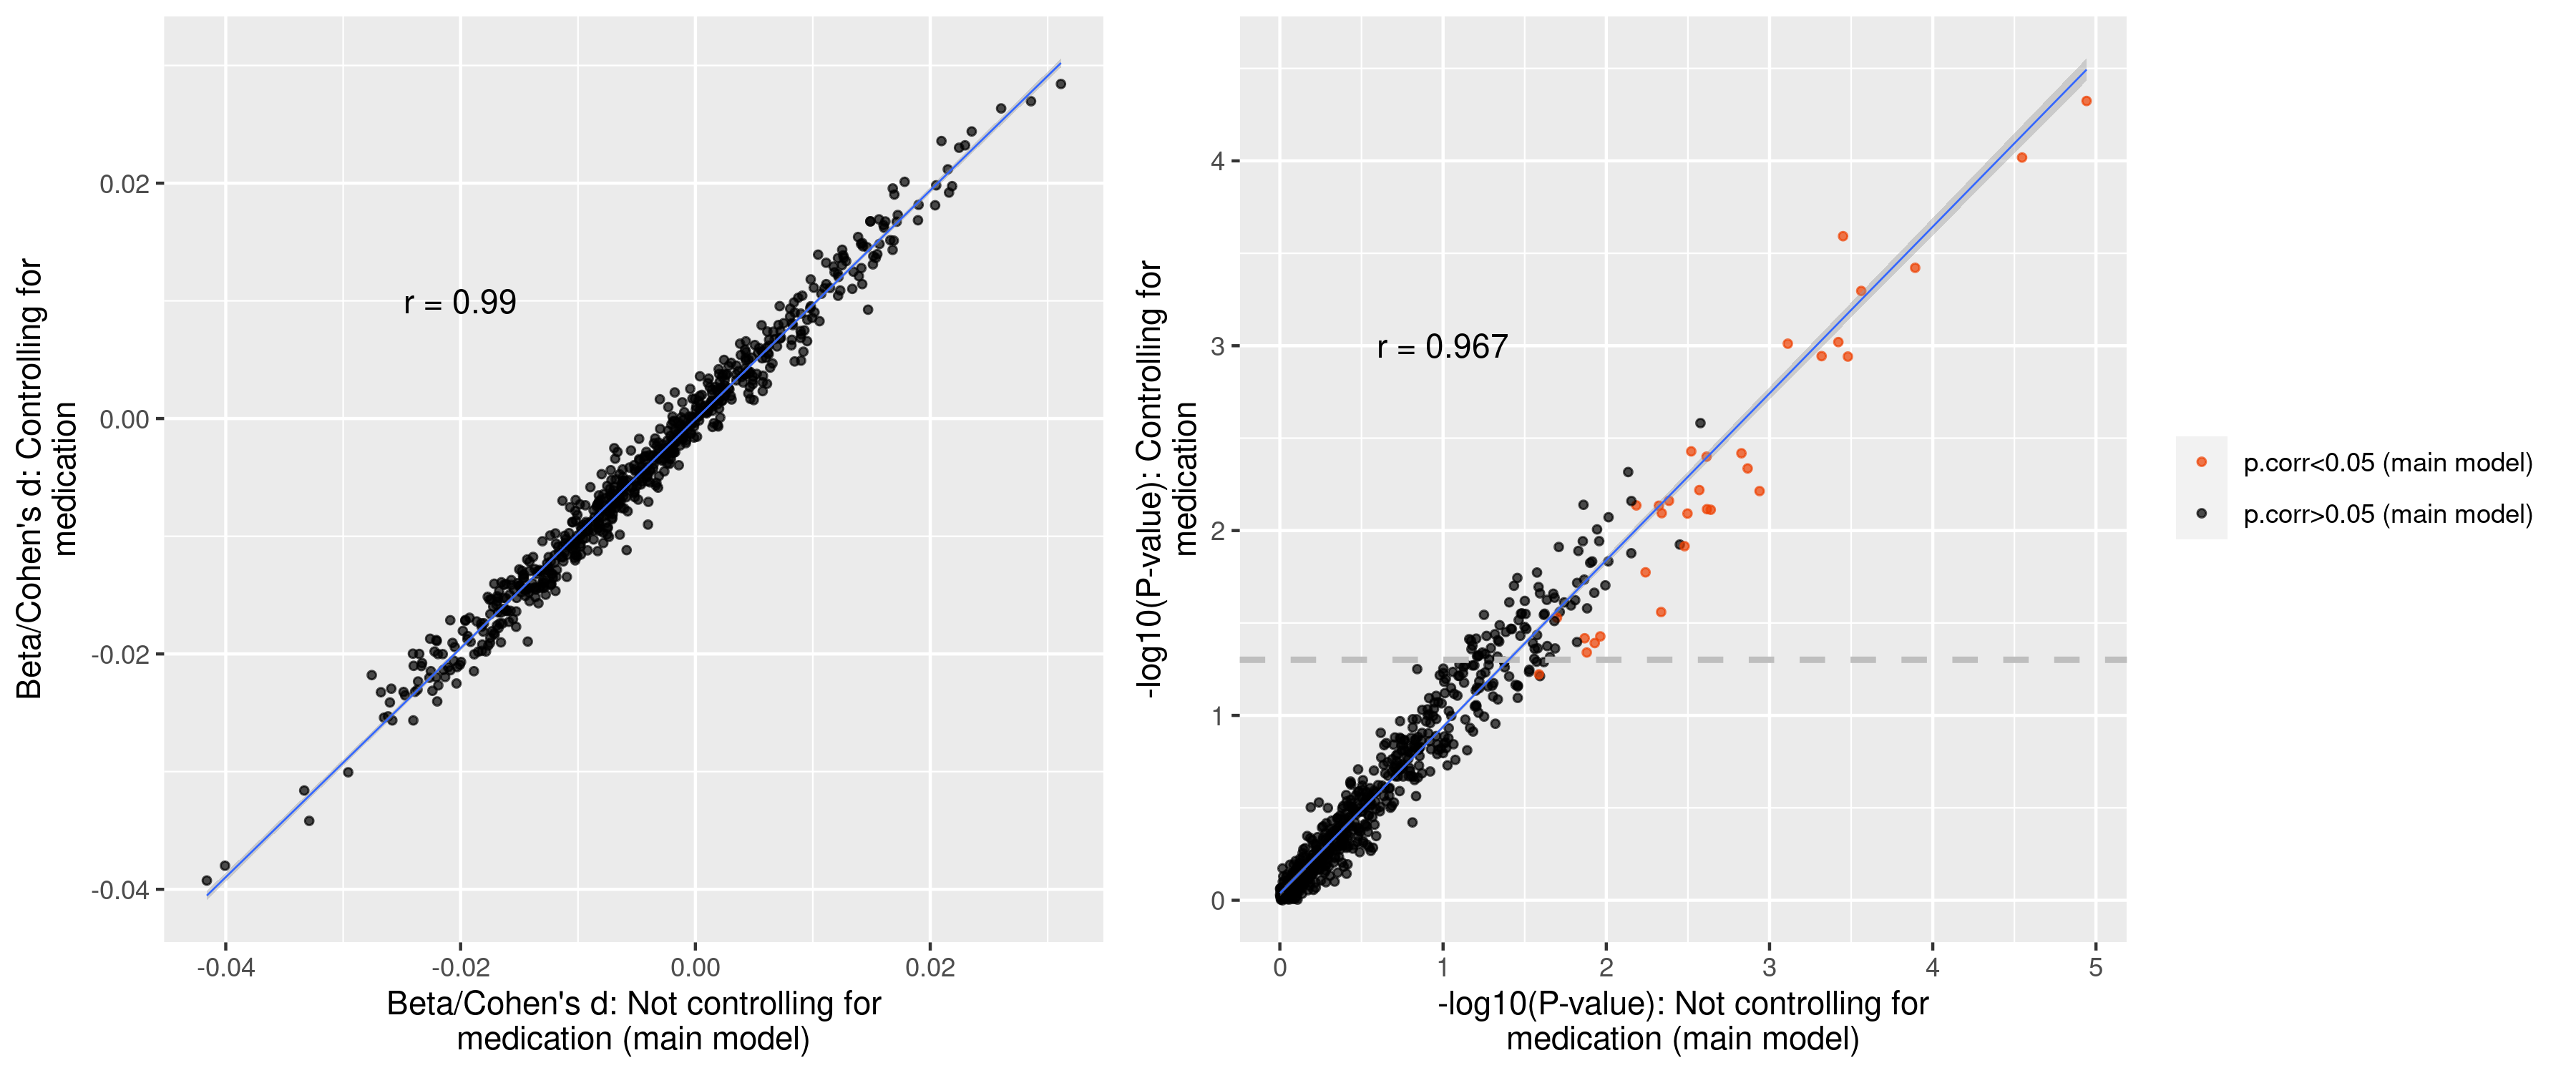 Beta/Cohen's d: Controlling for
medication
0.02
0.00
-0.02
-0.04
r = 0.99
-0.04
-0.02
0.00
0.02
Beta/Cohen's d: Not controlling for
medication (main model)
-log10(P-value): Controlling for
medication
4
3
2
1
0
r = 0.967
0
1
2
3
4
5
-log10(P-value): Not controlling for
medication (main model)
p.corr<0.05 (main model)
p.corr>0.05 (main model)